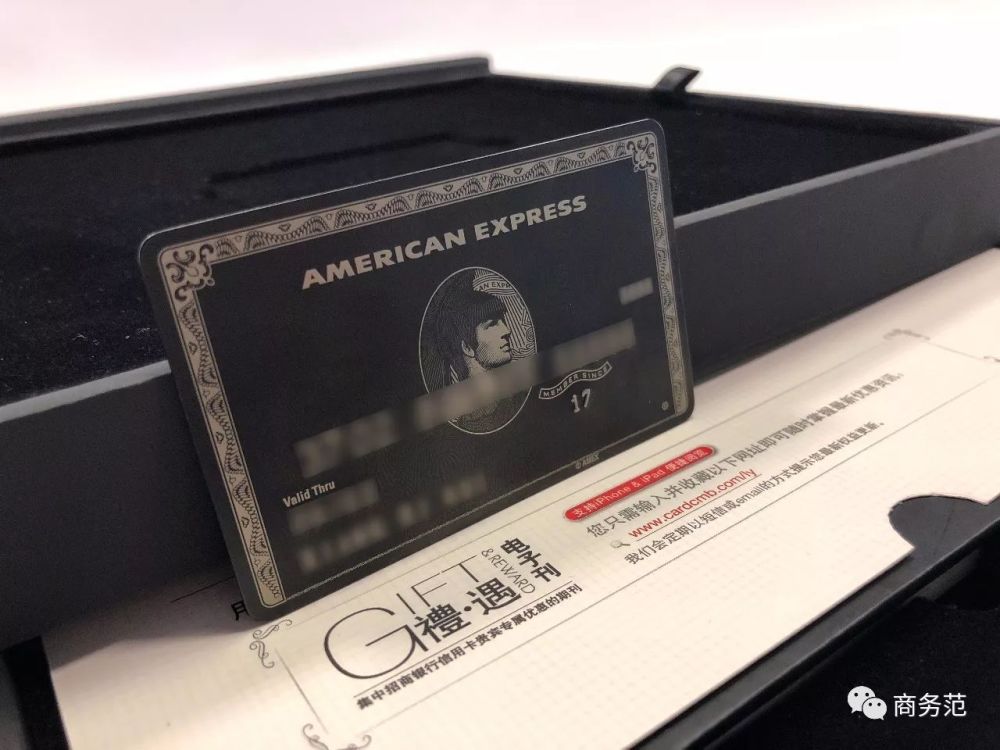 AMERICAN EXPRESS
AN EXPR
MEMBER SINCE
17
Valid Thru
© AMEX
支持iPhone & iPad 便捷阅览
您只需输入并收藏以下网址即可随时掌握最新优惠资讯。
www.cardcmb.com/ly
我们会定期以短信或email的方式提示您最新权益更新。
GIFT
& REWARD
禮·遇
电子刊
集中招商银行信用卡贵宾专属优惠的期刊
商务范